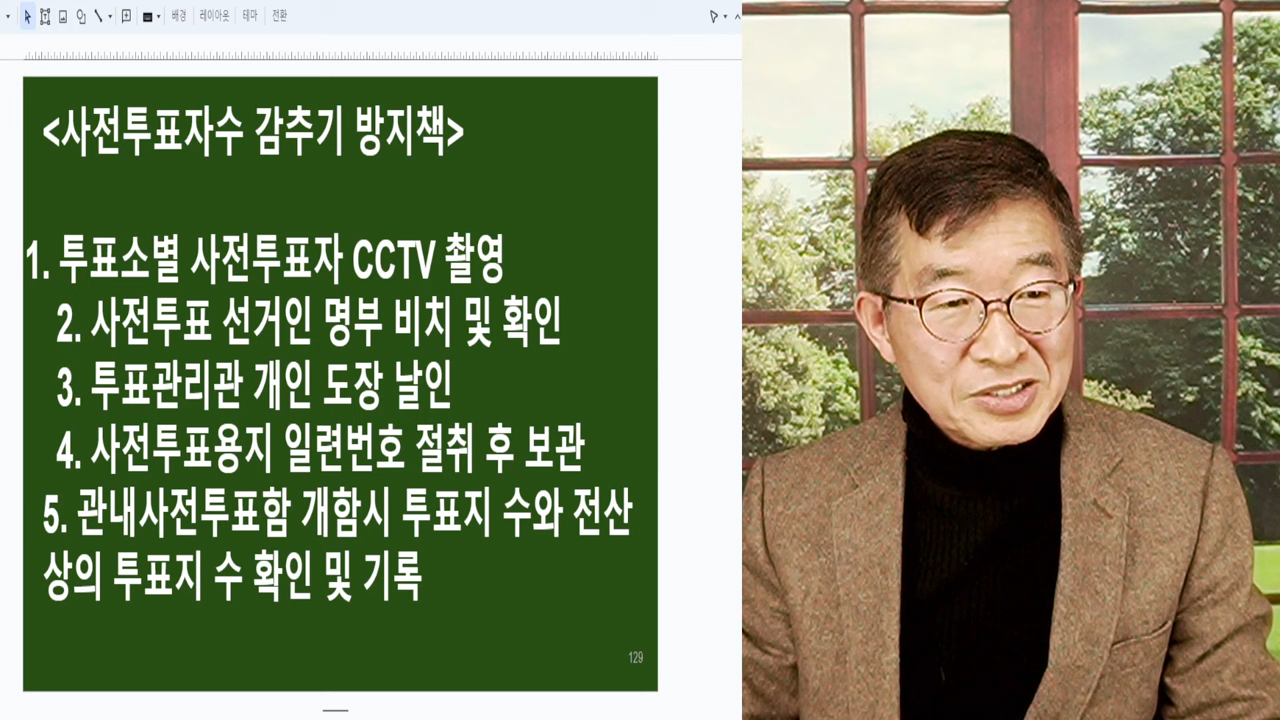 배경 레이아웃 테마 전환
<사전투표자수 감추기 방지책>
1. 투표소별 사전투표자 CCTV 촬영
2. 사전투표 선거인 명부 비치 및 확인
3. 투표관리관 개인 도장 날인
4. 사전투표용지 일련번호 절취 후 보관
5. 관내사전투표함 개함시 투표지 수와 전산
상의 투표지 수 확인 및 기록
129